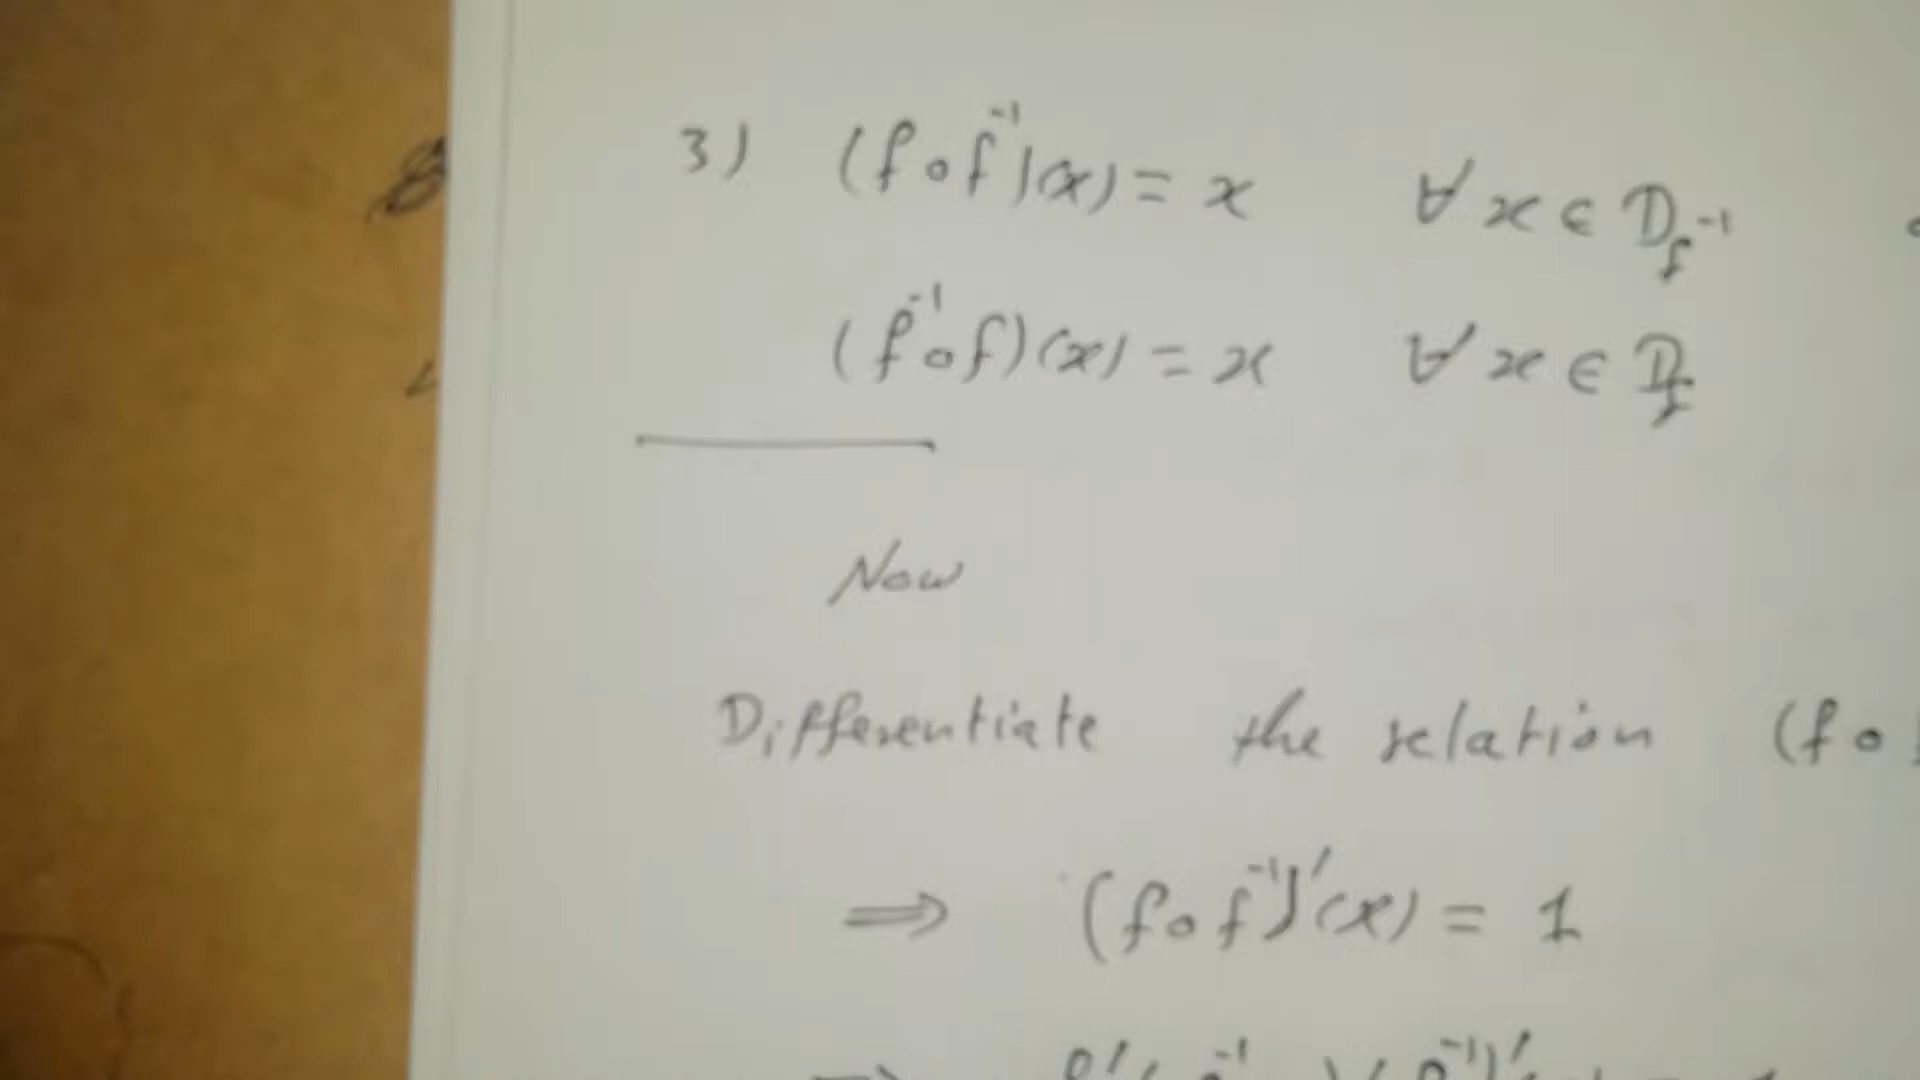 3) (f∘f⁻¹)(x) = x ∀ x ∈ D_f⁻¹
(f⁻¹∘f)(x) = x ∀ x ∈ D_f
Now
Differentiate the relation (f∘
⟹ (f∘f⁻¹)'(x) = 1